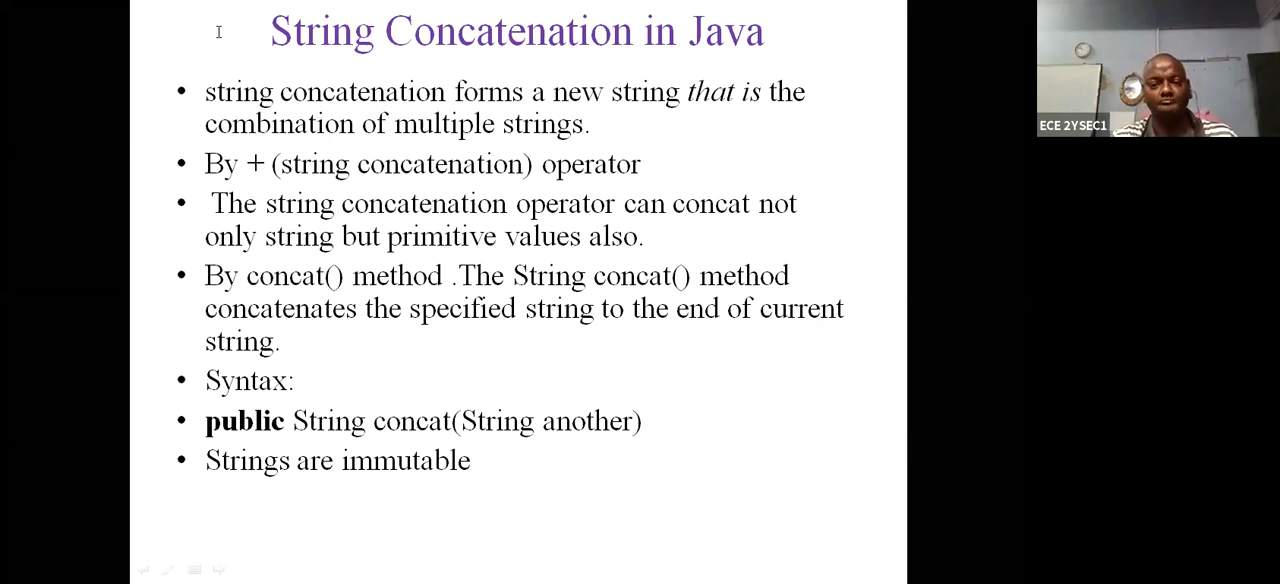 String Concatenation in Java
• string concatenation forms a new string that is the
combination of multiple strings.
• By + (string concatenation) operator
• The string concatenation operator can concat not
only string but primitive values also.
• By concat() method .The String concat() method
concatenates the specified string to the end of current
string.
• Syntax:
• public String concat(String another)
• Strings are immutable
ECE 2YSEC1